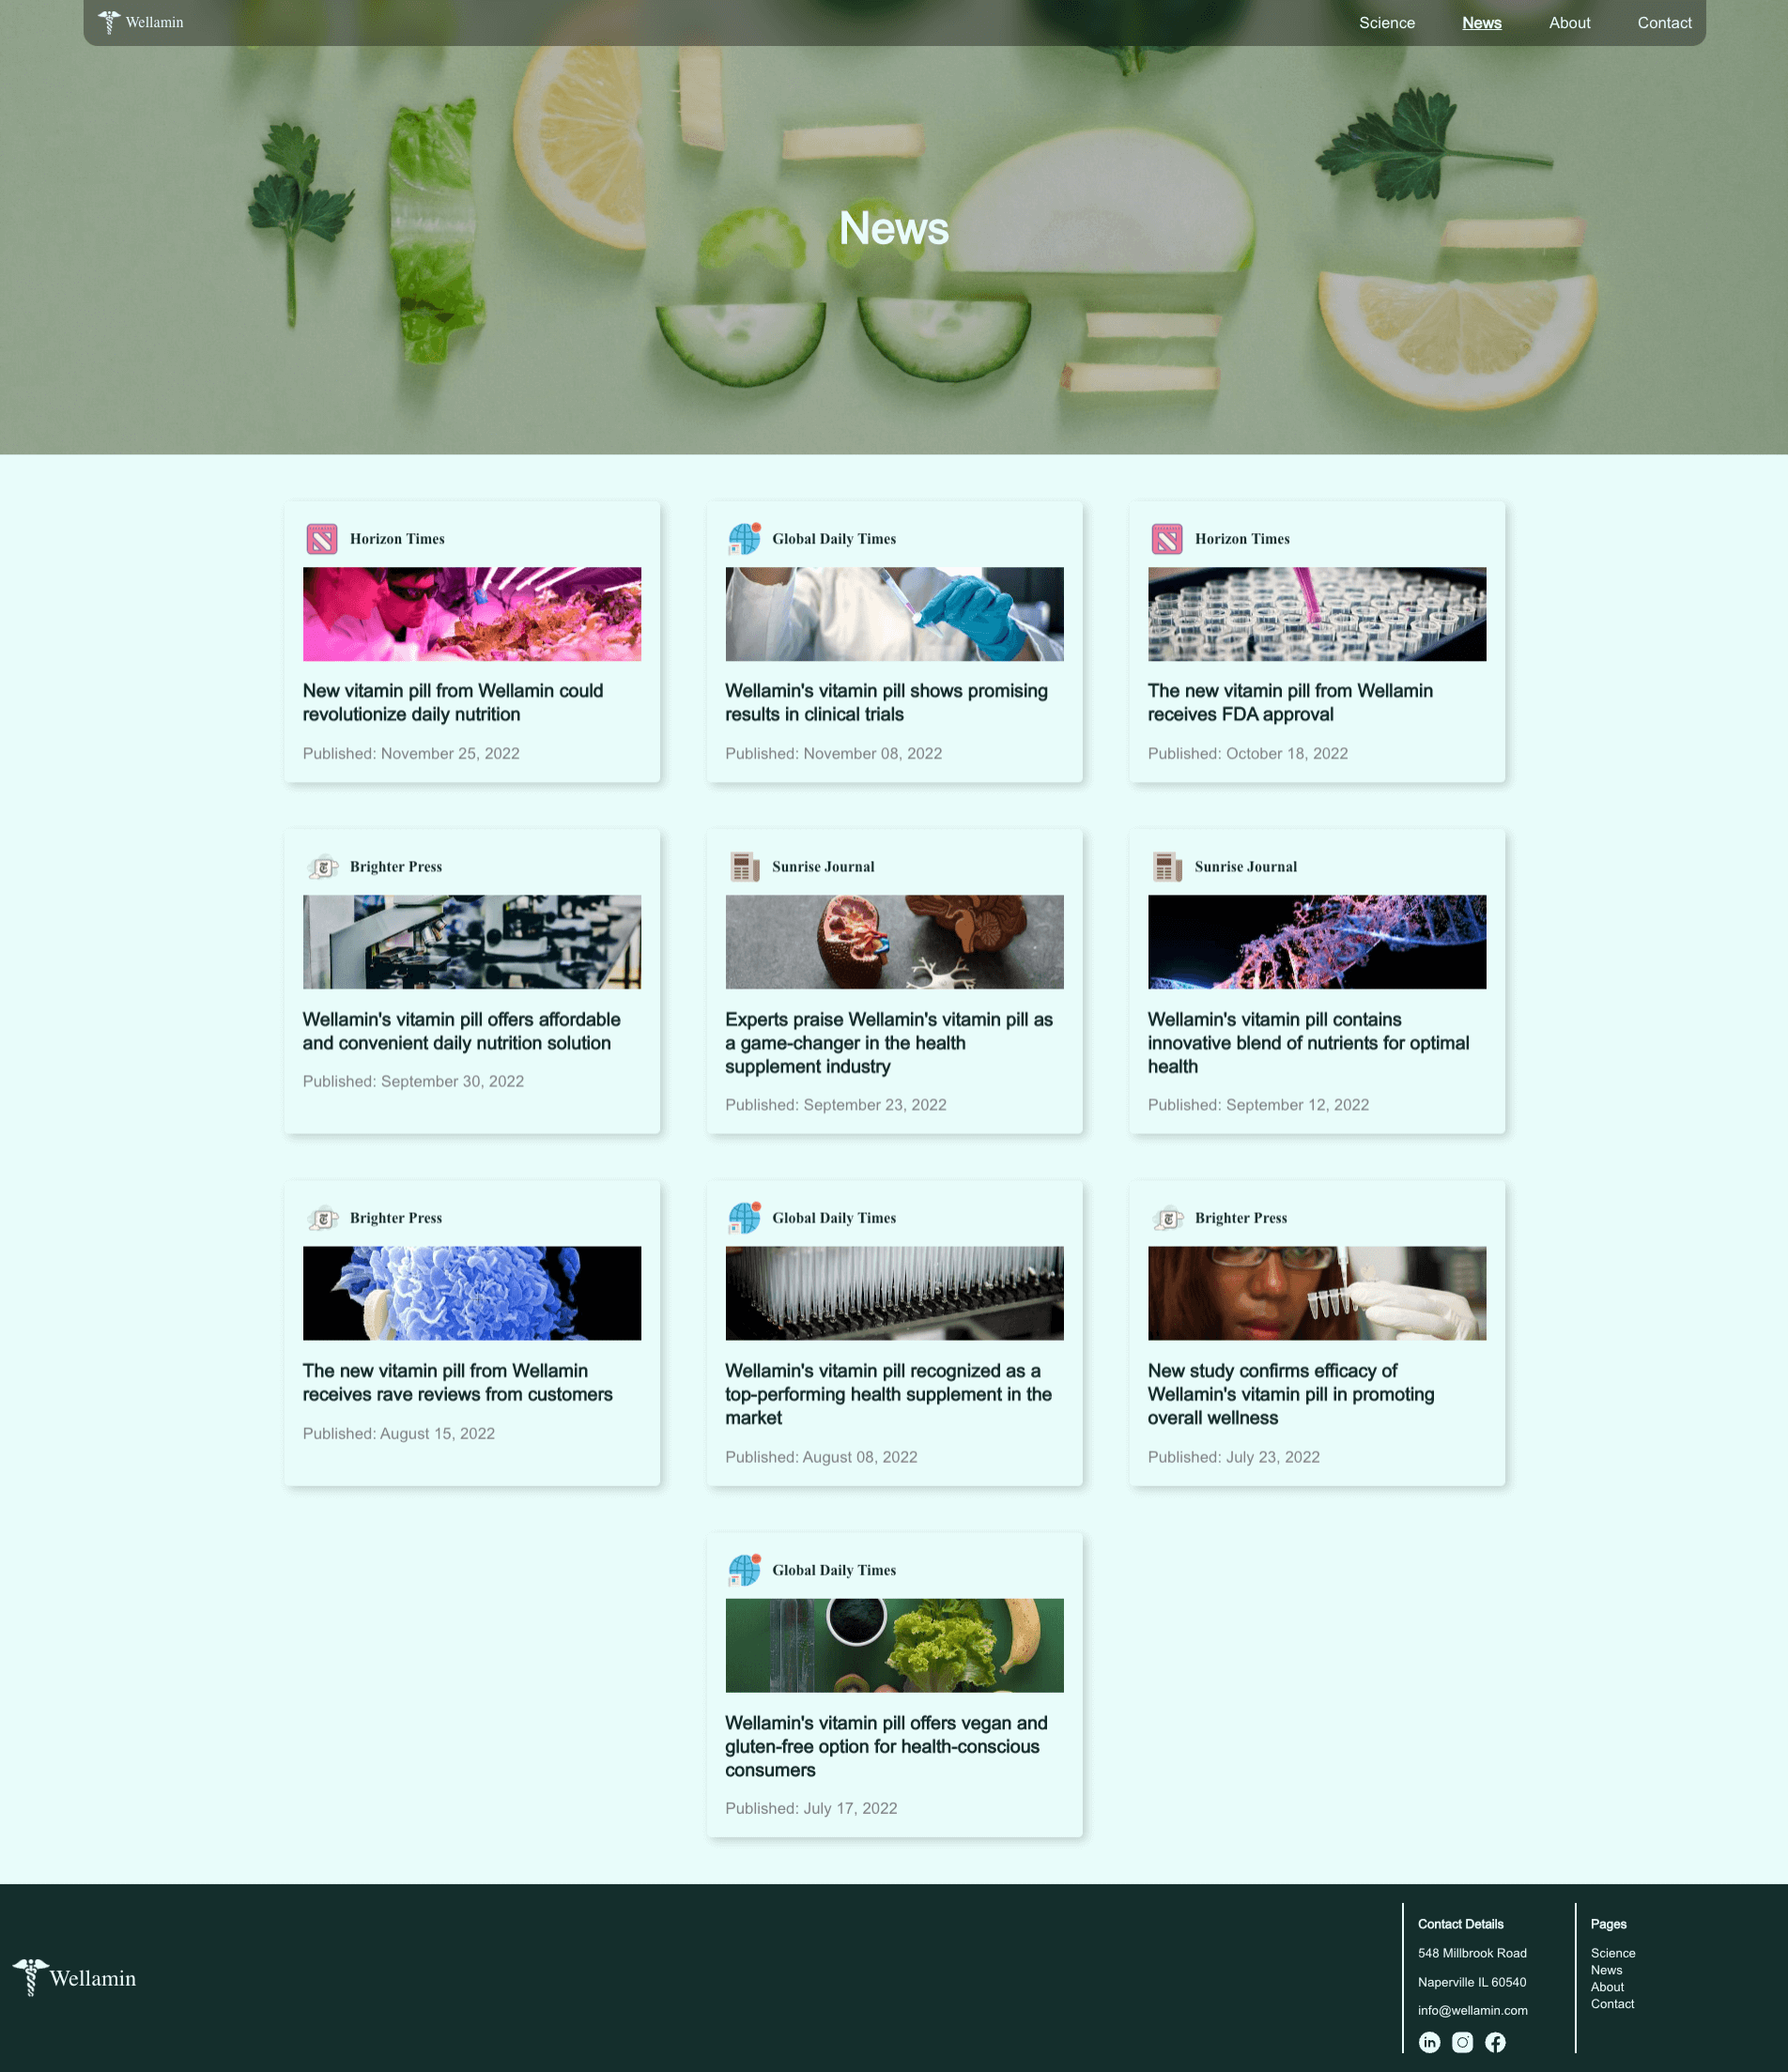 Wellamin
Science News About Contact
News
Horizon Times
New vitamin pill from Wellamin could
revolutionize daily nutrition
Published: November 25, 2022
Global Daily Times
Wellamin's vitamin pill shows promising
results in clinical trials
Published: November 08, 2022
Horizon Times
The new vitamin pill from Wellamin
receives FDA approval
Published: October 18, 2022
Brighter Press
Wellamin's vitamin pill offers affordable
and convenient daily nutrition solution
Published: September 30, 2022
Sunrise Journal
Experts praise Wellamin's vitamin pill as
a game-changer in the health
supplement industry
Published: September 23, 2022
Sunrise Journal
Wellamin's vitamin pill contains
innovative blend of nutrients for optimal
health
Published: September 12, 2022
Brighter Press
The new vitamin pill from Wellamin
receives rave reviews from customers
Published: August 15, 2022
Global Daily Times
Wellamin's vitamin pill recognized as a
top-performing health supplement in the
market
Published: August 08, 2022
Brighter Press
New study confirms efficacy of
Wellamin's vitamin pill in promoting
overall wellness
Published: July 23, 2022
Global Daily Times
Wellamin's vitamin pill offers vegan and
gluten-free option for health-conscious
consumers
Published: July 17, 2022
Wellamin
Contact Details
548 Millbrook Road
Naperville IL 60540
info@wellamin.com
Pages
Science
News
About
Contact